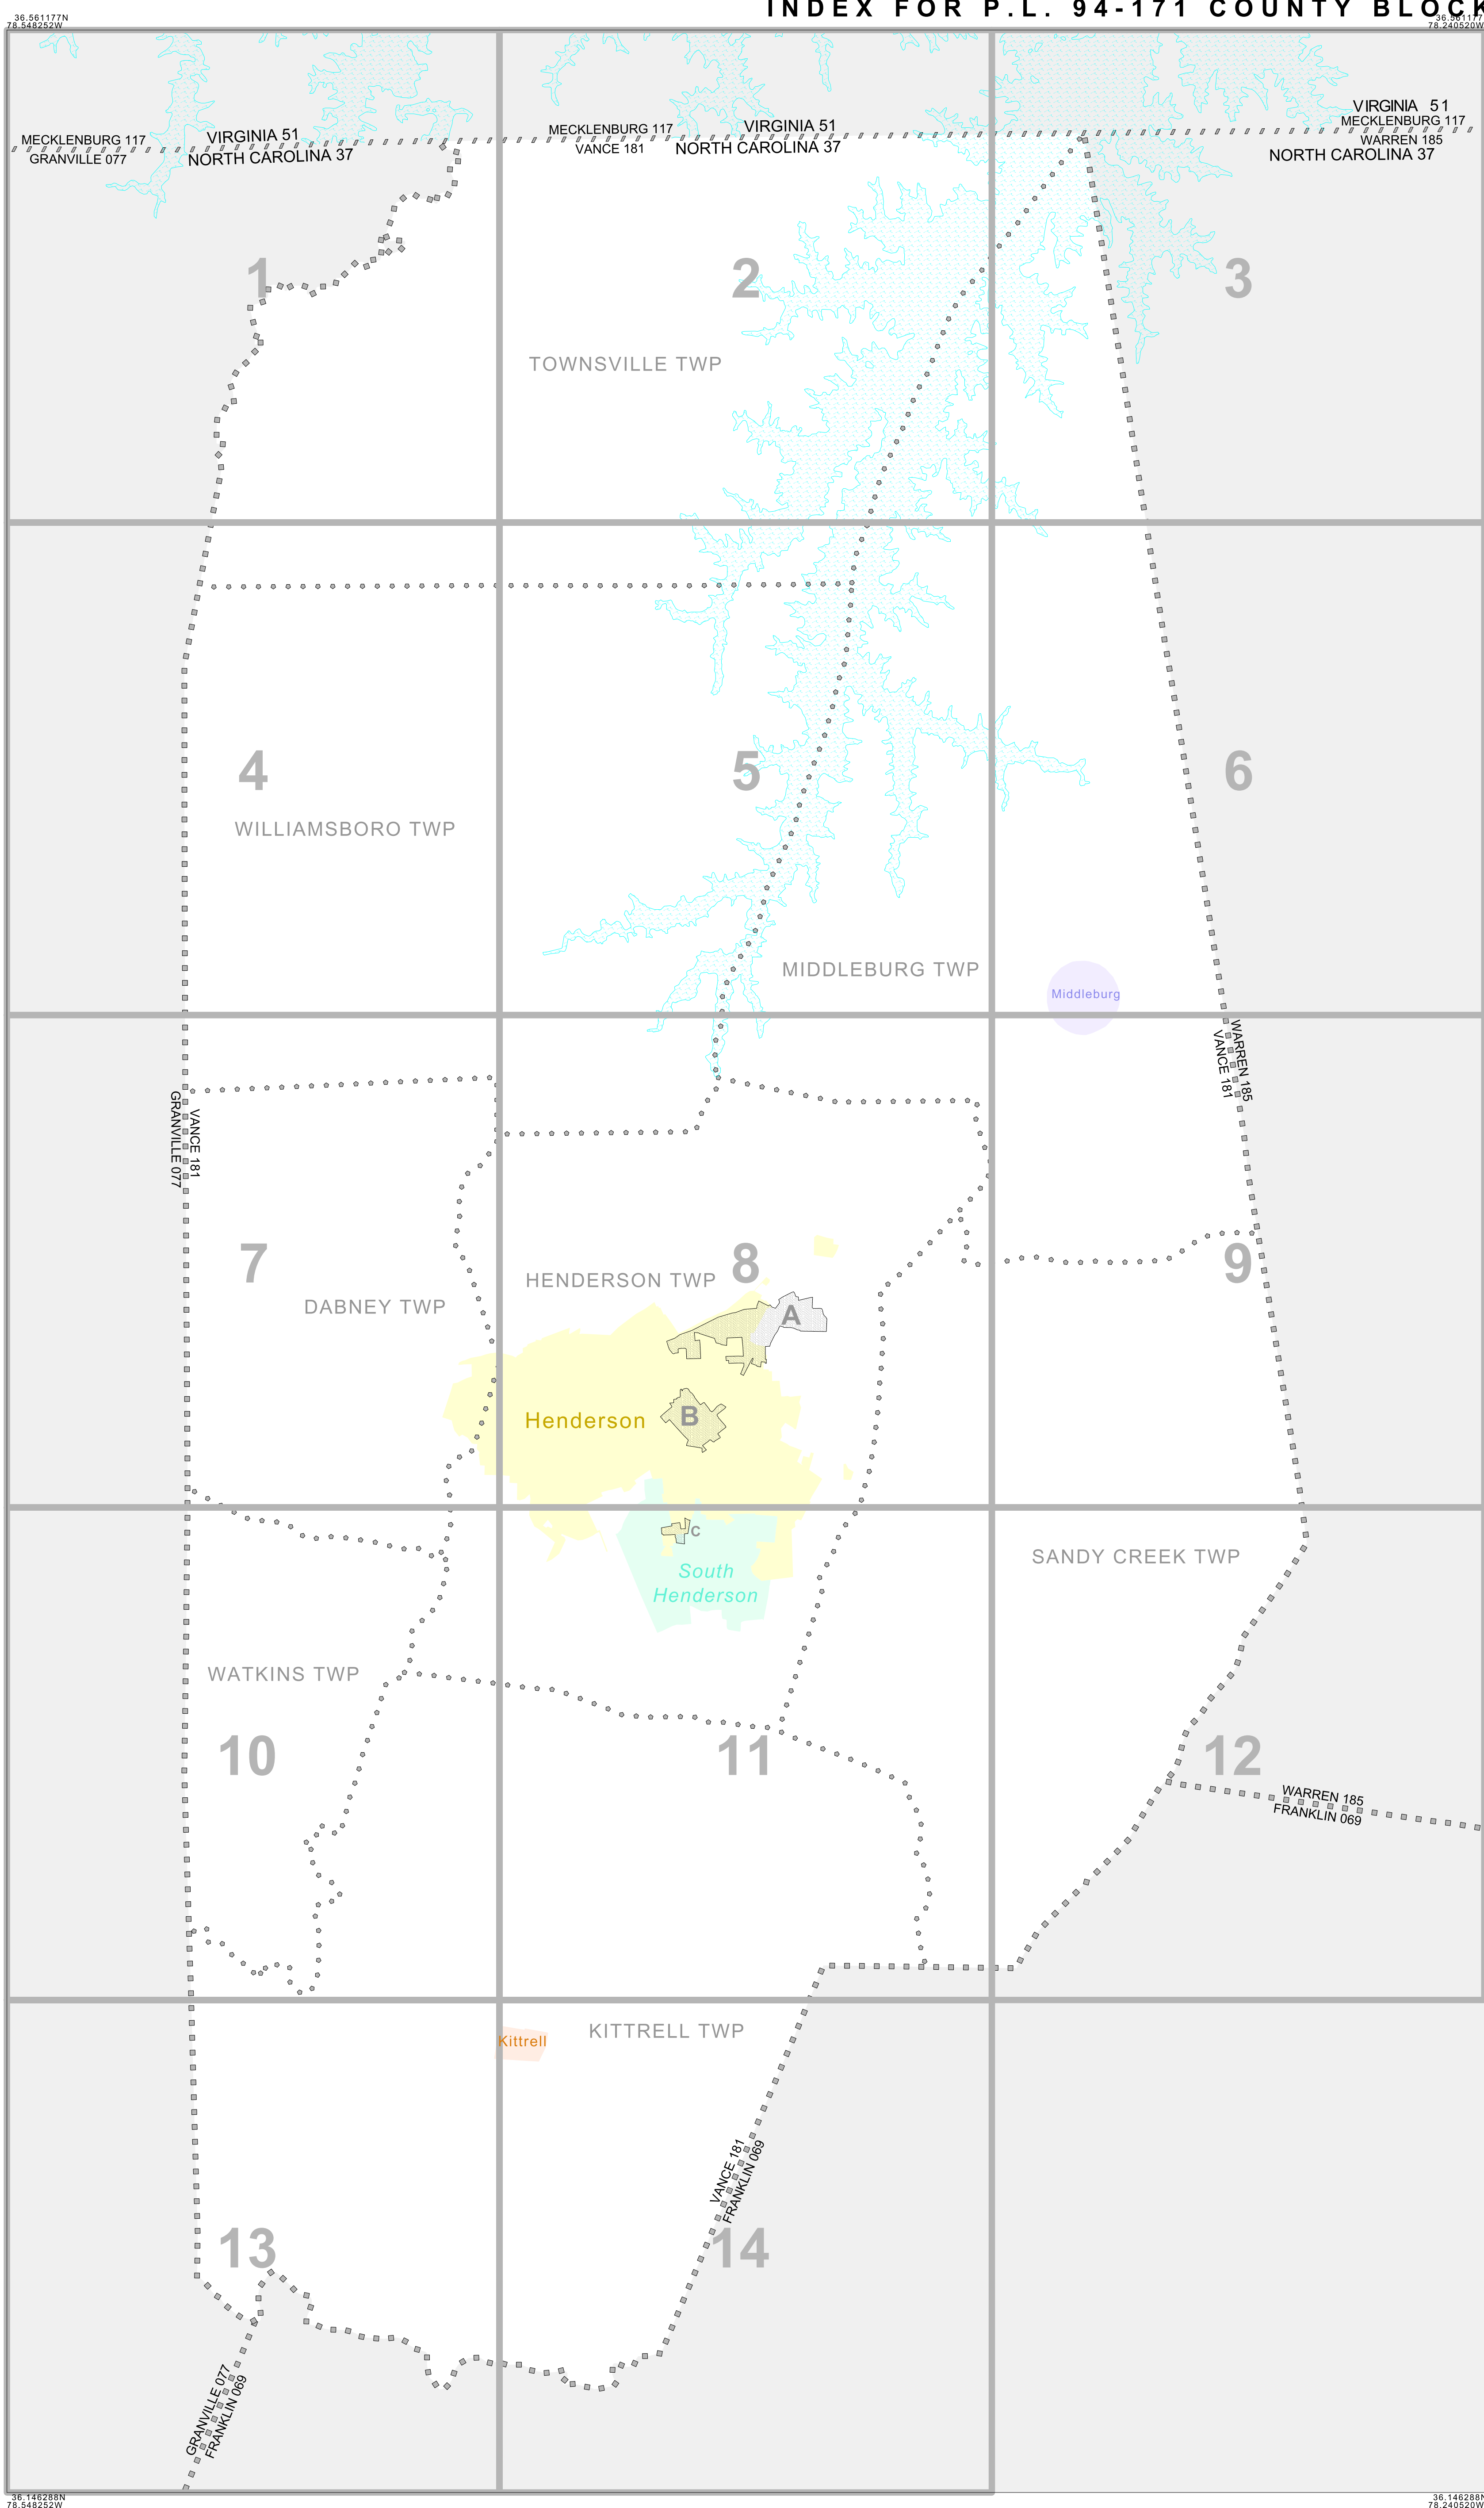 INDEX FOR P.L. 94-171 COUNTY BLOCK
36.561177N
78.548252W
36.561177
78.240520W
VIRGINIA 51
MECKLENBURG 117
MECKLENBURG 117
VIRGINIA 51
MECKLENBURG 117
VIRGINIA 51
GRANVILLE 077
NORTH CAROLINA 37
VANCE 181
NORTH CAROLINA 37
WARREN 185
NORTH CAROLINA 37
1
2
3
TOWNSVILLE TWP
4
5
6
WILLIAMSBORO TWP
MIDDLEBURG TWP
Middleburg
WARREN 185
VANCE 181
VANCE 181
GRANVILLE 077
7
8
9
HENDERSON TWP
DABNEY TWP
A
B
Henderson
C
South
Henderson
SANDY CREEK TWP
WATKINS TWP
10
11
12
WARREN 185
FRANKLIN 069
KITTRELL TWP
Kittrell
VANCE 181
FRANKLIN 069
13
14
GRANVILLE 077
FRANKLIN 069
36.146288N
78.548252W
36.146288N
78.240520W